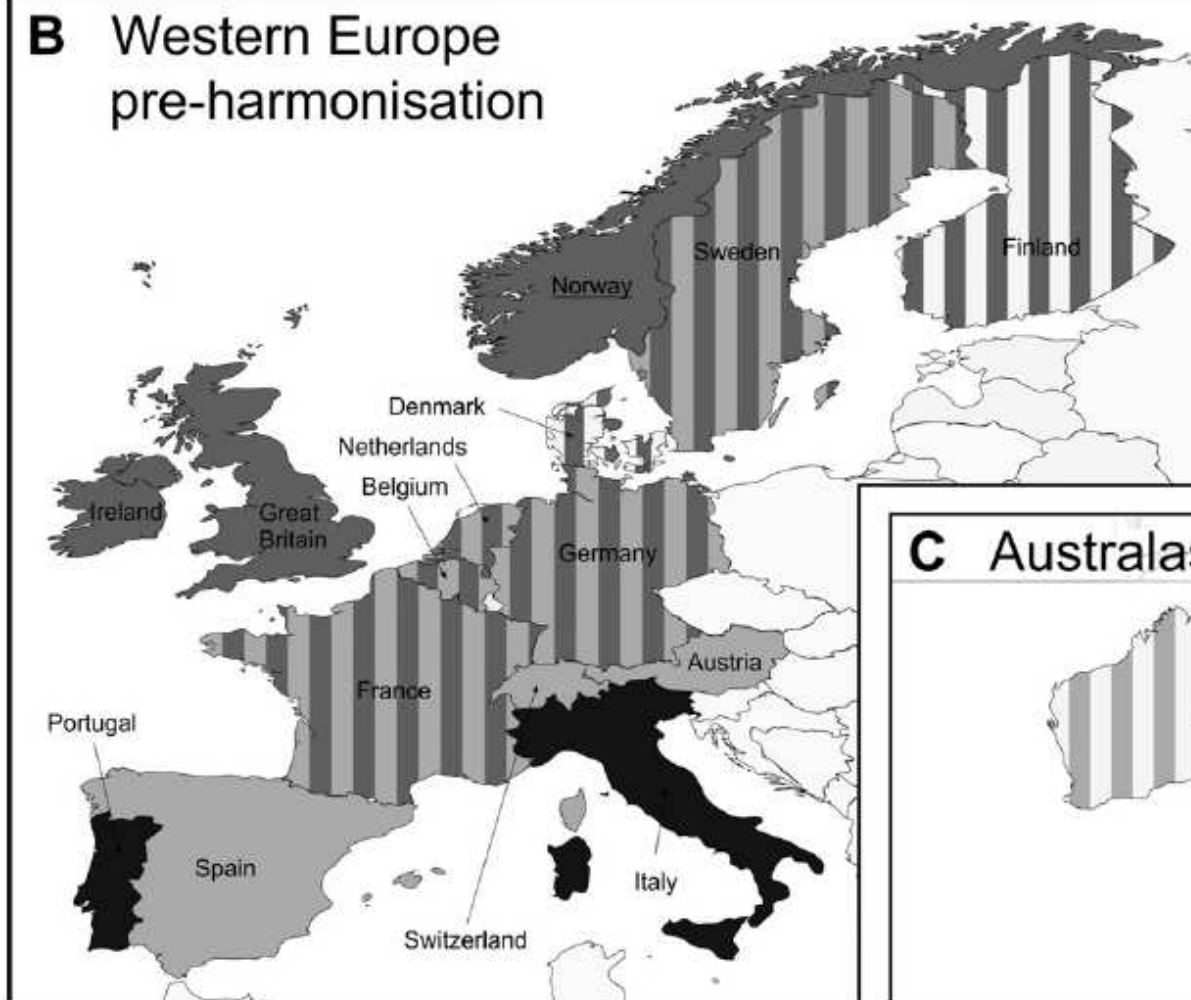 B Western Europe
pre-harmonisation
Sweden
Finland
Norway
Denmark
Netherlands
Belgium
Ireland
Great
Britain
Germany
C Australas
Austria
France
Portugal
Spain
Italy
Switzerland